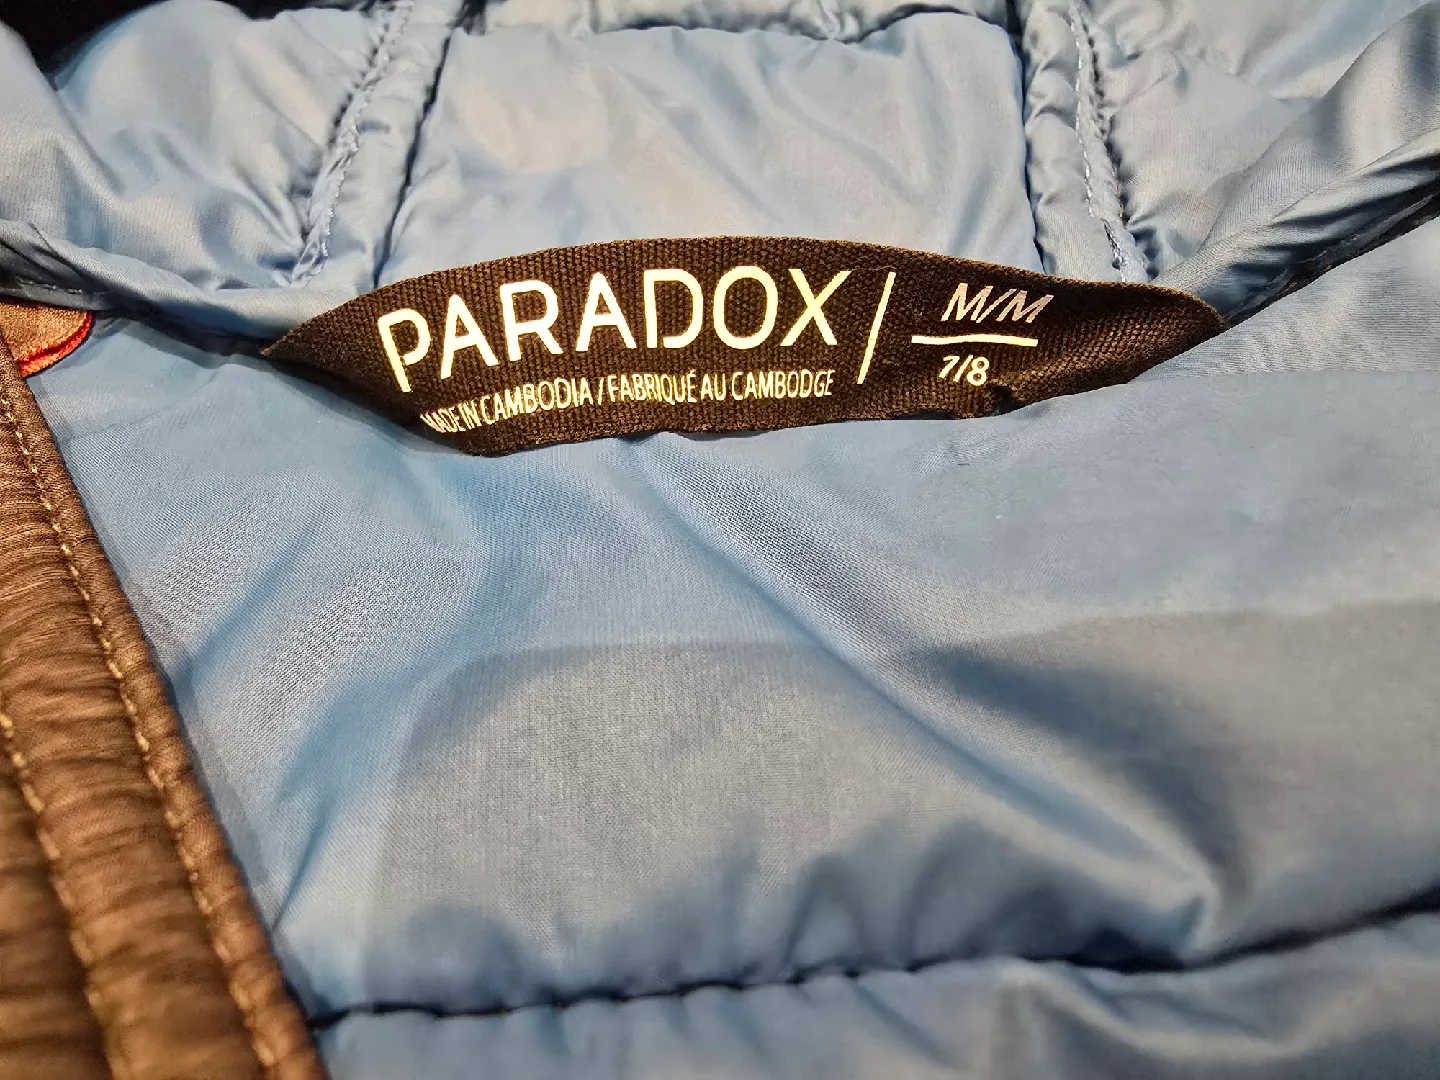 PARADOX
MADE IN CAMBODIA / FABRIQUÉ AU CAMBODGE
M/M
7/8